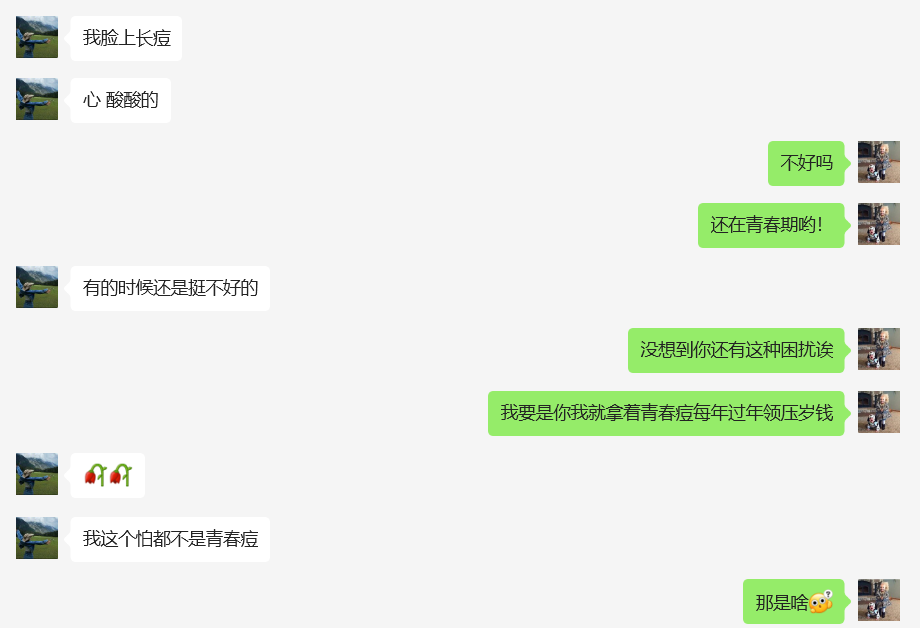 我脸上长痘
心 酸酸的
不好吗
还在青春期哟！
有的时候还是挺不好的
没想到你还有这种困扰诶
我要是你我就拿着青春痘每年过年领压岁钱
🥀🥀
我这个怕都不是青春痘
那是啥